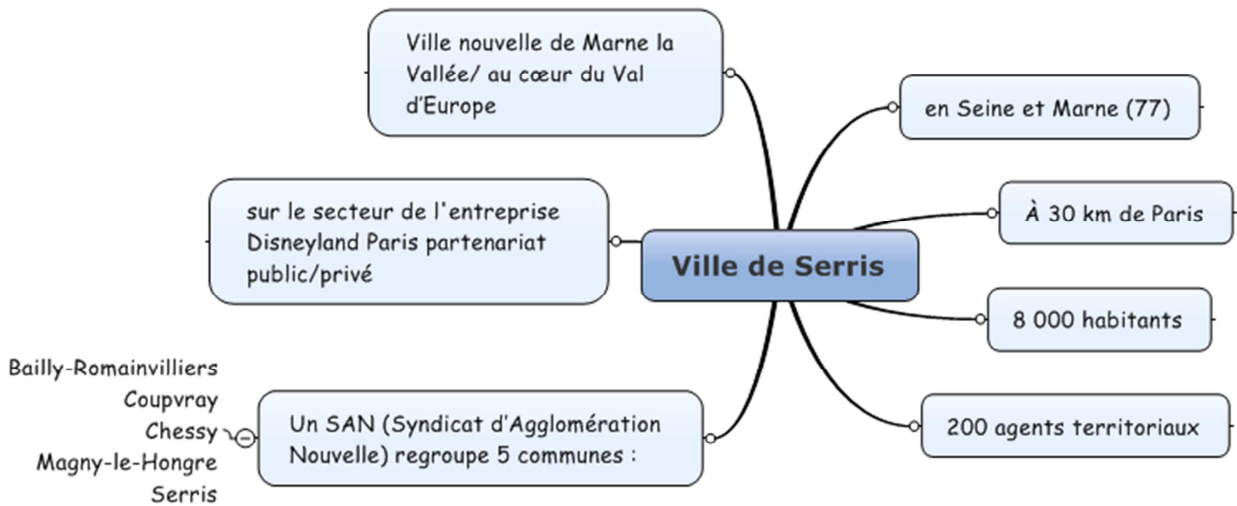 Ville nouvelle de Marne la
Vallée/ au cœur du Val
d'Europe
en Seine et Marne (77)
sur le secteur de l'entreprise
Disneyland Paris partenariat
public/privé
À 30 km de Paris
Ville de Serris
8 000 habitants
Bailly-Romainvilliers
Coupvray
Chessy
Magny-le-Hongre
Serris
Un SAN (Syndicat d'Agglomération
Nouvelle) regroupe 5 communes :
200 agents territoriaux